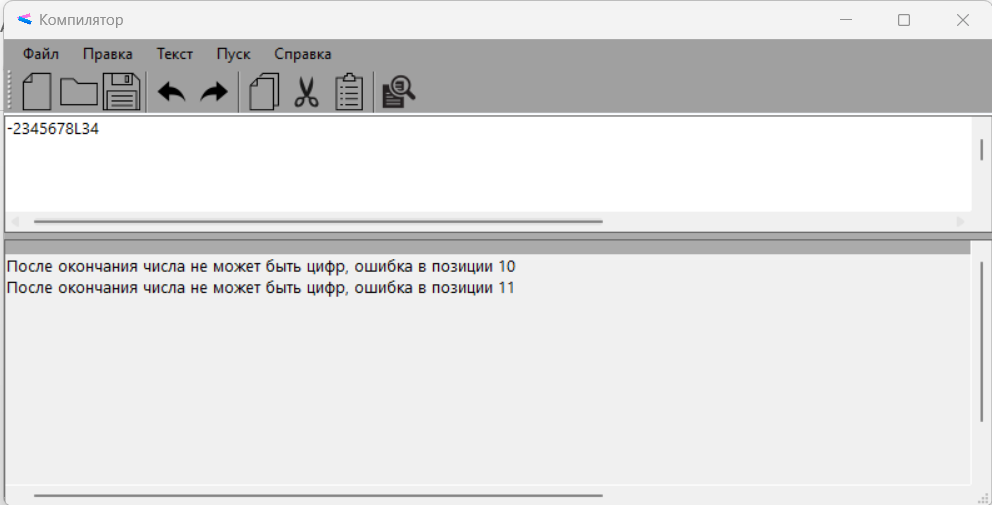 Компилятор
Файл Правка Текст Пуск Справка
-2345678L34
После окончания числа не может быть цифр, ошибка в позиции 10
После окончания числа не может быть цифр, ошибка в позиции 11